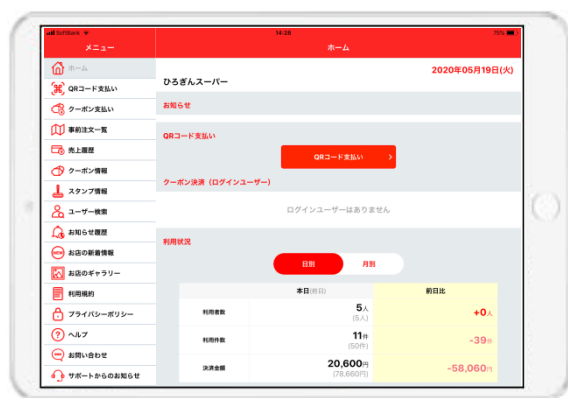 SoftBank 14:28 75%
メニュー
ホーム
ホーム
QRコード支払い
クーポン支払い
事前注文一覧
売上履歴
クーポン情報
スタンプ情報
ユーザー検索
お知らせ履歴
お店の新着情報
お店のギャラリー
利用規約
プライバシーポリシー
ヘルプ
お問い合わせ
サポートからのお知らせ
2020年05月19日(火)
ひろぎんスーパー
お知らせ
QRコード支払い
QRコード支払い
クーポン決済（ログインユーザー）
ログインユーザーはありません
利用状況
日別 月別
本日(前日) 前日比
利用者数 5人 +0人
(5人)
利用件数 11件 -39件
(50件)
決済金額 20,600円 -58,060円
(78,660円)